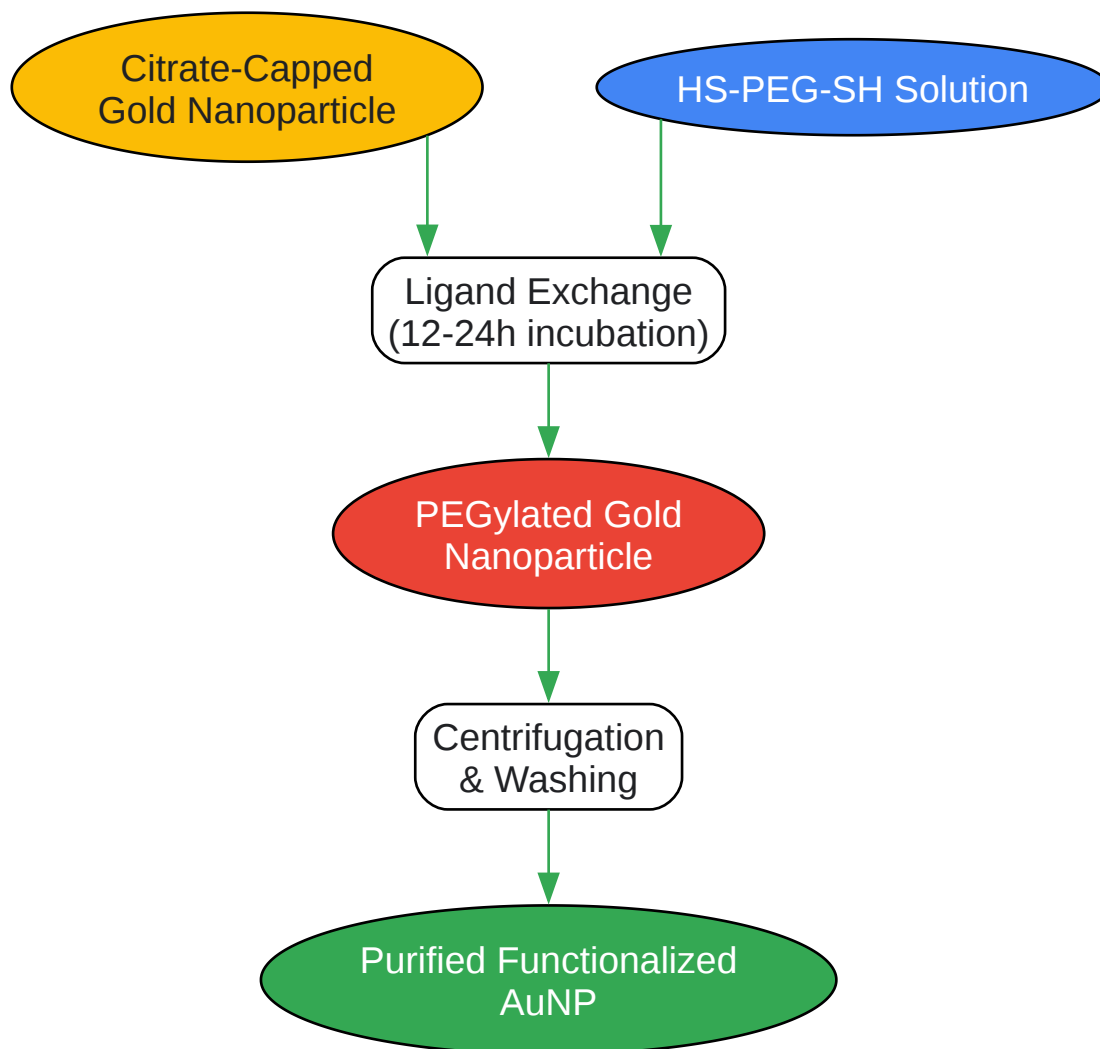 Citrate-Capped
Gold Nanoparticle
HS-PEG-SH Solution
Ligand Exchange
(12-24h incubation)
PEGylated Gold
Nanoparticle
Centrifugation
& Washing
Purified Functionalized
AuNP